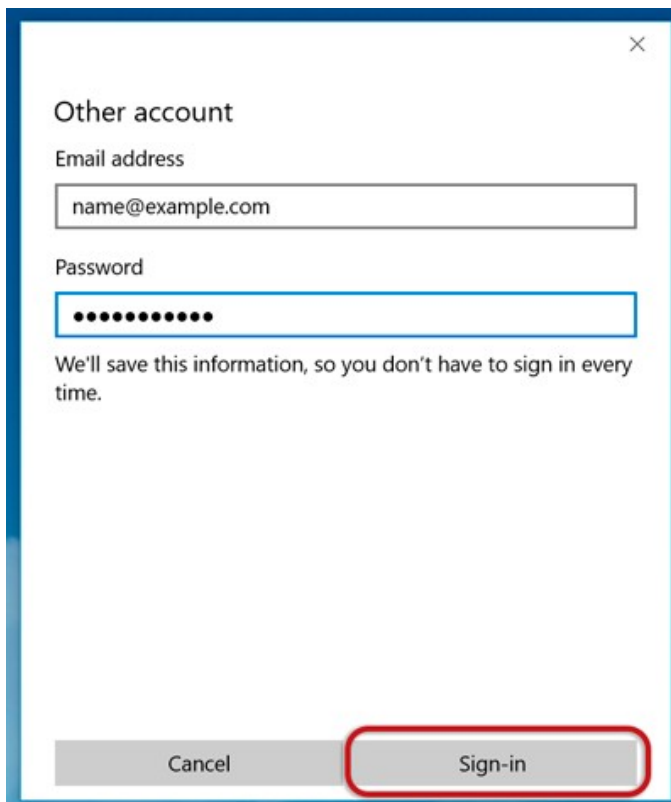 Other account
Email address
name@example.com
Password
●●●●●●●●●●●
We'll save this information, so you don't have to sign in every
time.
Cancel
Sign-in